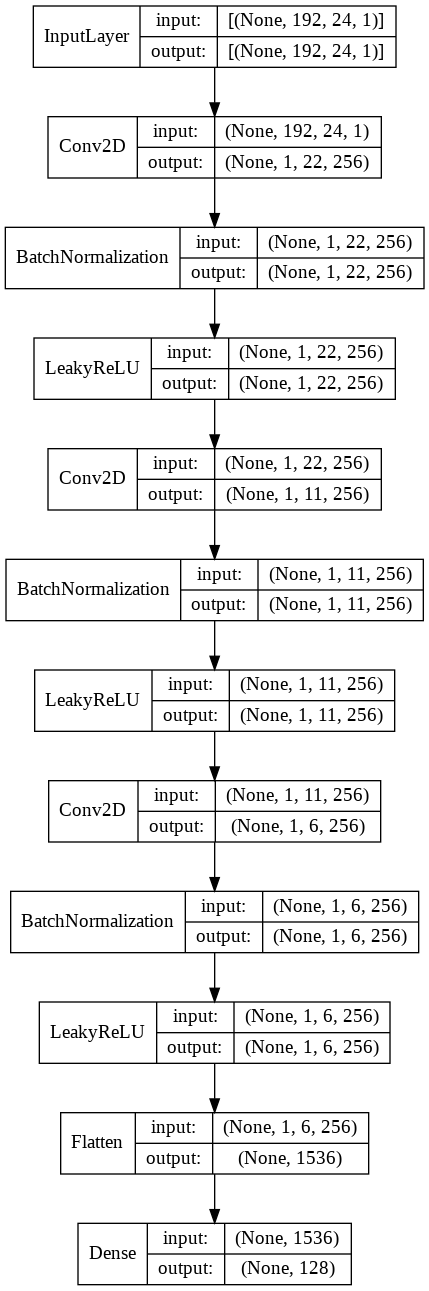 InputLayer input: [(None, 192, 24, 1)]
output: [(None, 192, 24, 1)]
Conv2D input: (None, 192, 24, 1)
output: (None, 1, 22, 256)
BatchNormalization input: (None, 1, 22, 256)
output: (None, 1, 22, 256)
LeakyReLU input: (None, 1, 22, 256)
output: (None, 1, 22, 256)
Conv2D input: (None, 1, 22, 256)
output: (None, 1, 11, 256)
BatchNormalization input: (None, 1, 11, 256)
output: (None, 1, 11, 256)
LeakyReLU input: (None, 1, 11, 256)
output: (None, 1, 11, 256)
Conv2D input: (None, 1, 11, 256)
output: (None, 1, 6, 256)
BatchNormalization input: (None, 1, 6, 256)
output: (None, 1, 6, 256)
LeakyReLU input: (None, 1, 6, 256)
output: (None, 1, 6, 256)
Flatten input: (None, 1, 6, 256)
output: (None, 1536)
Dense input: (None, 1536)
output: (None, 128)